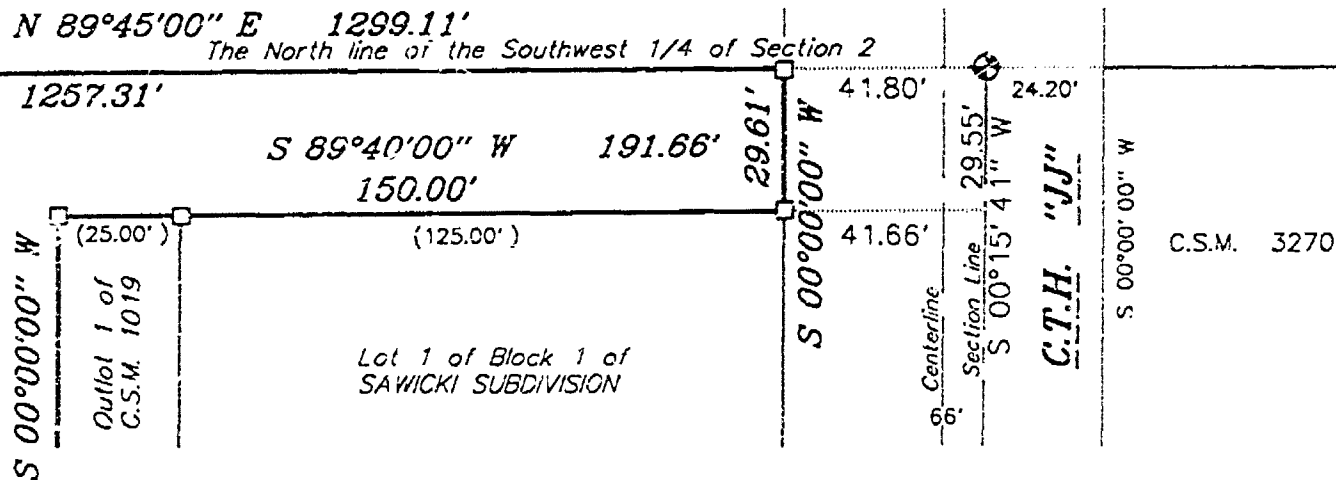 N 89°45'00" E 1299.11'
The North line of the Southwest 1/4 of Section 2
1257.31'
41.80'
24.20'
29.61'
S 00°00'00" W
29.55'
S 00°15'41" W
C.T.H. "JJ"
S 00°00'00" W
C.S.M. 3270
S 89°40'00" W 191.66'
150.00'
(25.00')
(125.00')
41.66'
S 00°00'00" W
Outlot 1 of
C.S.M. 1019
Lot 1 of Block 1 of
SAWICKI SUBDIVISION
Centerline
Section Line
66'